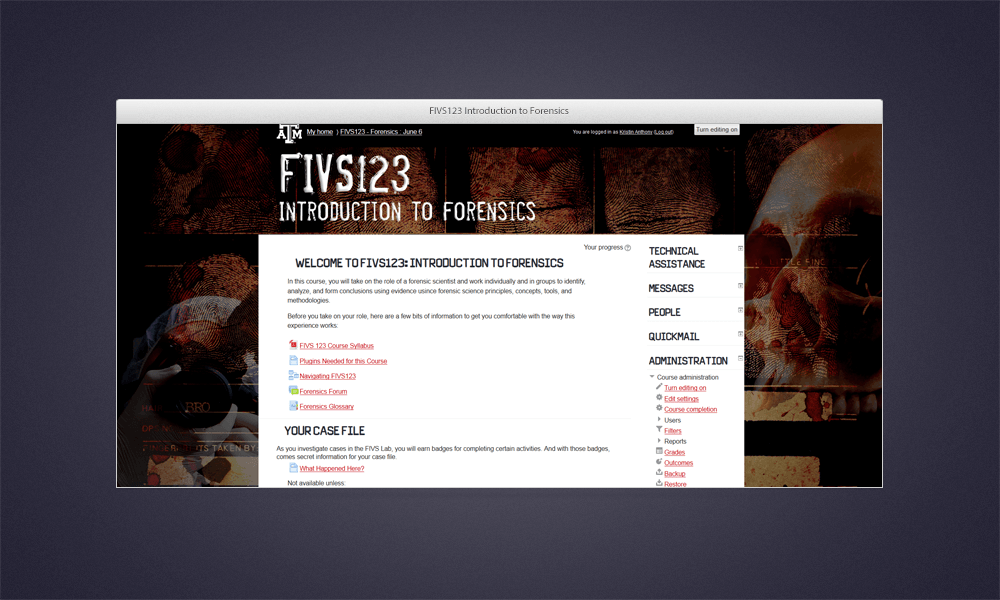 FIVS123 Introduction to Forensics
ATM
My home ⟩ FIVS123 - Forensics : June 6
You are logged in as Kristin Anthony (Log out)
Turn editing on
FIVS123
INTRODUCTION TO FORENSICS
Your progress
WELCOME TO FIVS123: INTRODUCTION TO FORENSICS
In this course, you will take on the role of a forensic scientist and work individually and in groups to identify,
analyze, and form conclusions using evidence usince forensic science principles, concepts, tools, and
methodologies.
Before you take on your role, here are a few bits of information to get you comfortable with the way this
experience works:
FIVS 123 Course Syllabus
Plugins Needed for this Course
Navigating FIVS123
Forensics Forum
Forensics Glossary
YOUR CASE FILE
As you investigate cases in the FIVS Lab, you will earn badges for completing certain activities. And with those badges,
comes secret information for your case file.
What Happened Here?
Not available unless:
TECHNICAL
ASSISTANCE
MESSAGES
PEOPLE
QUICKMAIL
ADMINISTRATION
Course administration
Turn editing on
Edit settings
Course completion
Users
Filters
Reports
Grades
Outcomes
Backup
Restore
TAKEN BY